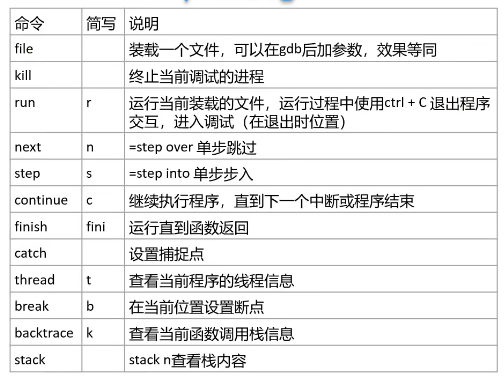 命令 简写 说明
file 装载一个文件，可以在gdb后加参数，效果等同
kill 终止当前调试的进程
run r 运行当前装载的文件，运行过程中使用ctrl + C 退出程序
交互，进入调试（在退出时位置）
next n =step over 单步跳过
step s =step into 单步步入
continue c 继续执行程序，直到下一个中断或程序结束
finish fini 运行直到函数返回
catch 设置捕捉点
thread t 查看当前程序的线程信息
break b 在当前位置设置断点
backtrace k 查看当前函数调用栈信息
stack stack n查看栈内容